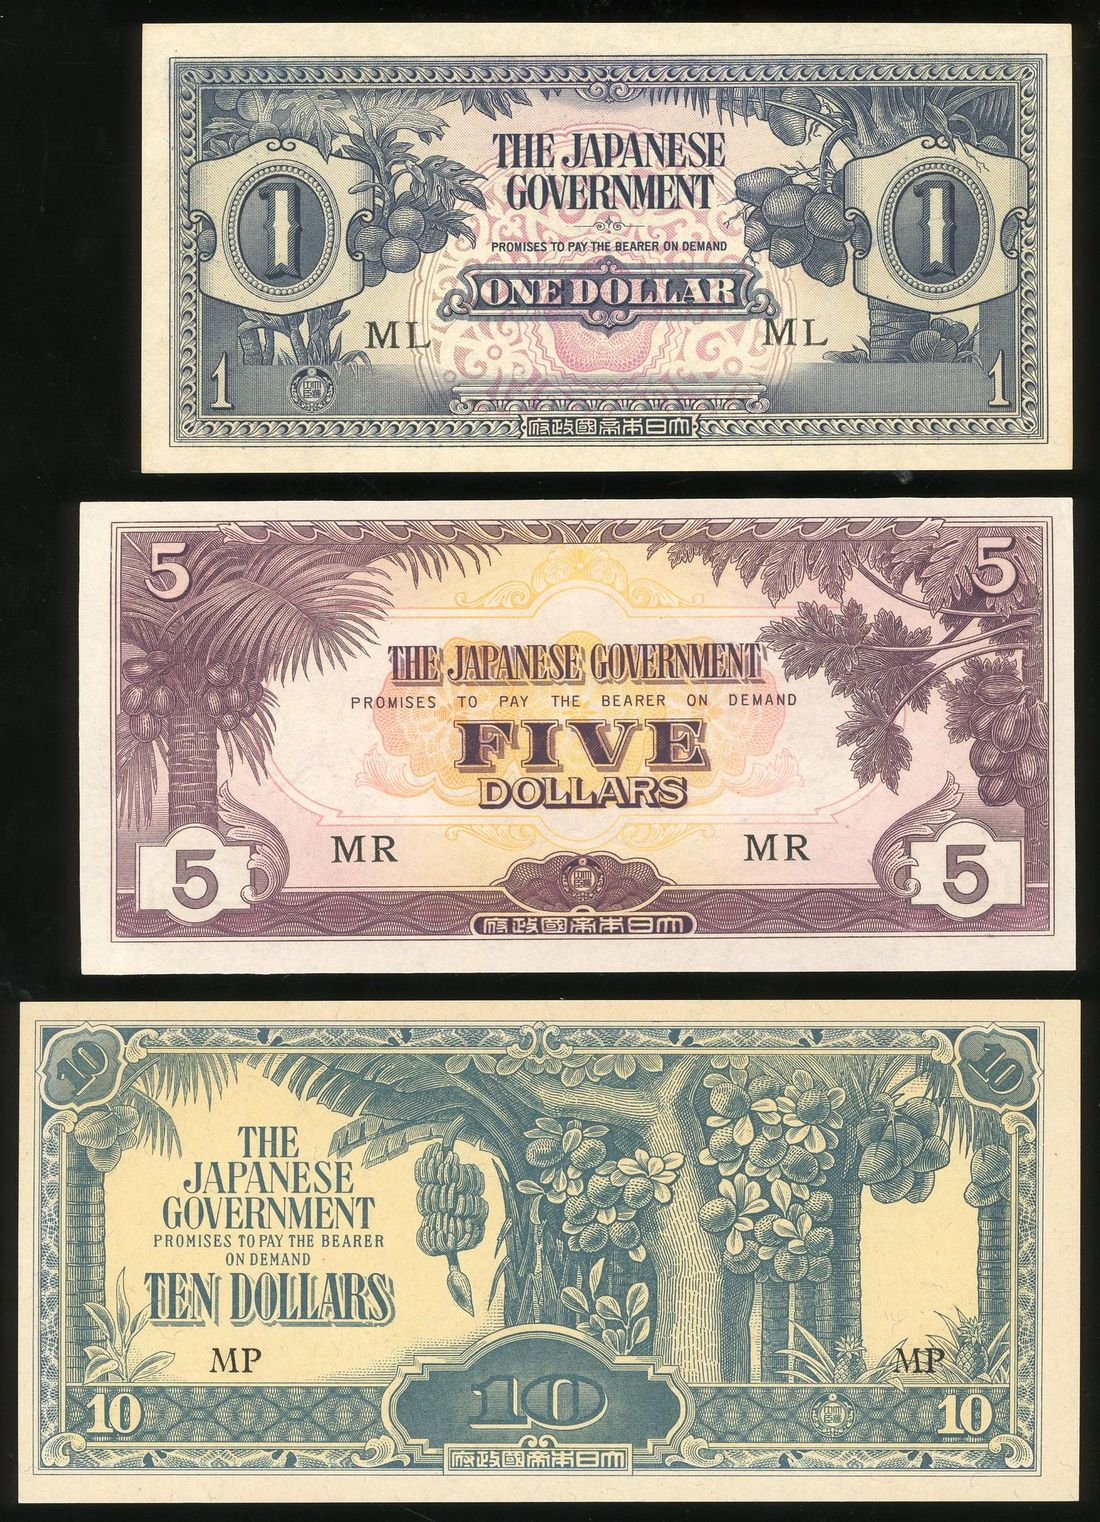 THE JAPANESE
GOVERNMENT
PROMISES TO PAY THE BEARER ON DEMAND
ONE DOLLAR
1
1
ML
ML
1
1
府政國帝本日大
5
5
THE JAPANESE GOVERNMENT
PROMISES TO PAY THE BEARER ON DEMAND
FIVE
DOLLARS
MR
MR
5
5
府政國帝本日大
10
10
THE
JAPANESE
GOVERNMENT
PROMISES TO PAY THE BEARER
ON DEMAND
TEN DOLLARS
MP
MP
10
10
10
府政國帝本日大